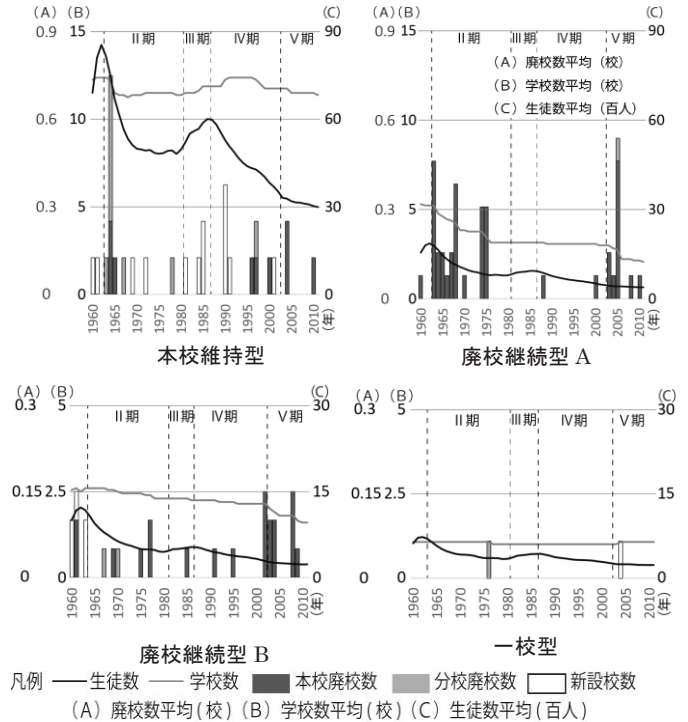 (A) (B) (C)
0.9 15 90
II期 III期 IV期 V期
0.6 10 60
0.3 5 30
0 0 0
1960 1965 1970 1975 1980 1985 1990 1995 2000 2005 2010 (年)
本校維持型
(A)(B) (C)
0.9 15 90
II期 III期 IV期 V期
(A) 廃校数平均 (校)
(B) 学校数平均 (校)
(C) 生徒数平均 (百人)
0.6 10 60
0.3 5 30
0 0 0
1960 1965 1970 1975 1980 1985 1990 1995 2000 2005 2010 (年)
廃校継続型 A
(A) (B) (C)
0.3 5 30
II期 III期 IV期 V期
0.15 2.5 15
0 0 0
1960 1965 1970 1975 1980 1985 1990 1995 2000 2005 2010 (年)
廃校継続型 B
(A) (B) (C)
0.3 5 30
II期 III期 IV期 V期
0.15 2.5 15
0 0 0
1960 1965 1970 1975 1980 1985 1990 1995 2000 2005 2010 (年)
一校型
凡例 生徒数 学校数 本校廃校数 分校廃校数 新設校数
(A) 廃校数平均(校)(B) 学校数平均(校)(C) 生徒数平均(百人)